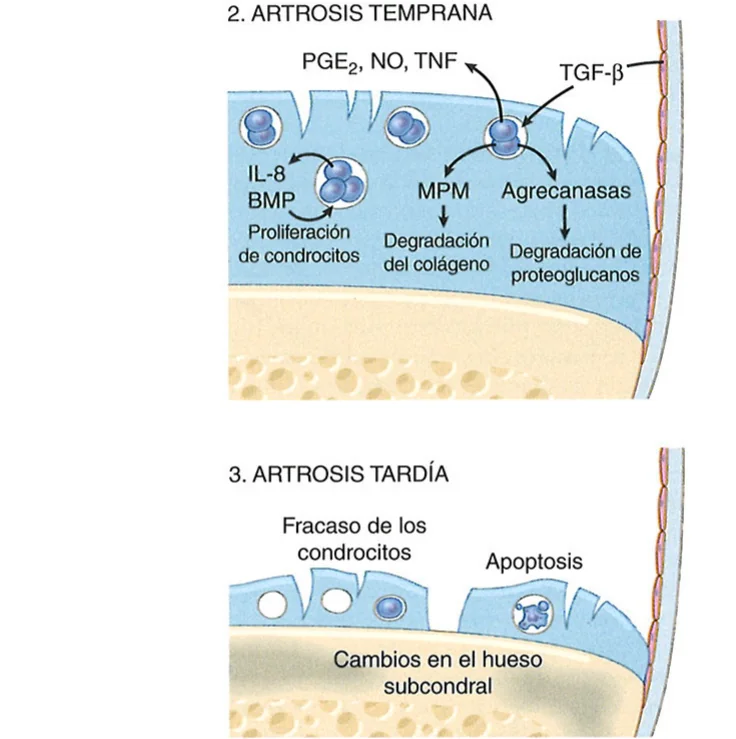 2. ARTROSIS TEMPRANA
PGE₂, NO, TNF
TGF-β
IL-8
BMP
Proliferación
de condrocitos
MPM
Degradación
del colágeno
Agrecanasas
Degradación de
proteoglucanos
3. ARTROSIS TARDÍA
Fracaso de los
condrocitos
Apoptosis
Cambios en el hueso
subcondral